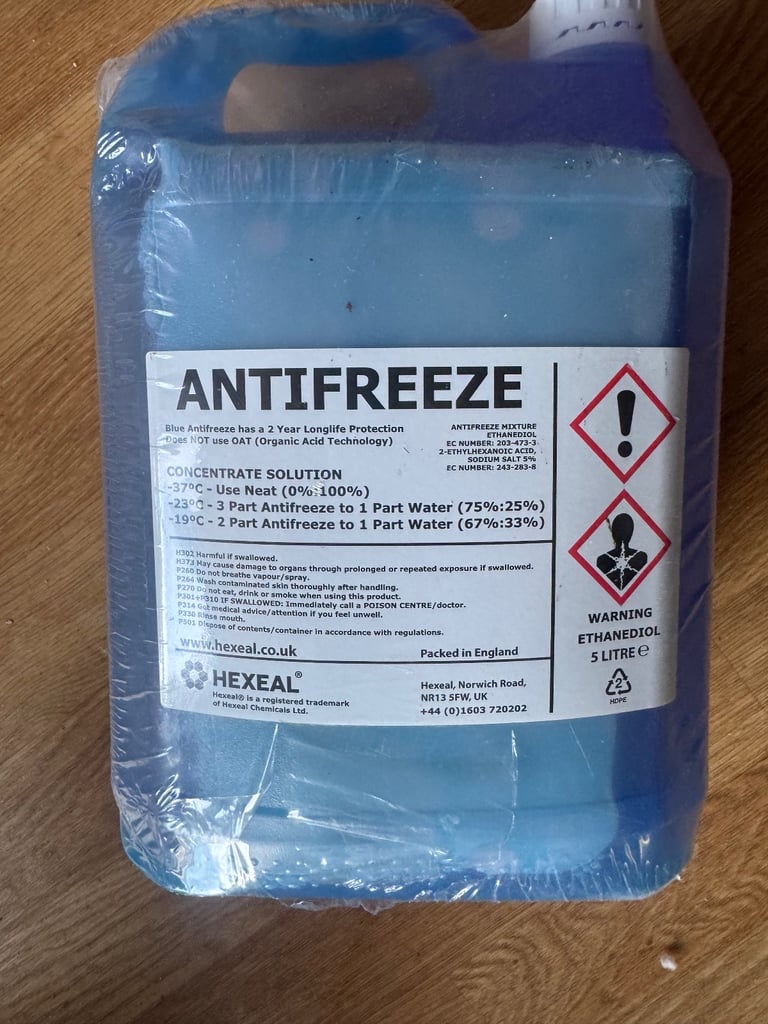 ANTIFREEZE
Blue Antifreeze has a 2 Year Longlife Protection
Does NOT use OAT (Organic Acid Technology)
ANTIFREEZE MIXTURE
ETHANEDIOL
EC NUMBER: 203-473-3
2-ETHYLHEXANOIC ACID,
SODIUM SALT 5%
EC NUMBER: 243-283-8
CONCENTRATE SOLUTION
-37ºC - Use Neat (0%:100%)
-23ºC - 3 Part Antifreeze to 1 Part Water (75%:25%)
-19ºC - 2 Part Antifreeze to 1 Part Water (67%:33%)
H302 Harmful if swallowed.
H373 May cause damage to organs through prolonged or repeated exposure if swallowed.
P260 Do not breathe vapour/spray.
P264 Wash contaminated skin thoroughly after handling.
P270 Do not eat, drink or smoke when using this product.
P301+P310 IF SWALLOWED: Immediately call a POISON CENTRE/doctor.
P314 Get medical advice/attention if you feel unwell.
P330 Rinse mouth.
P501 Dispose of contents/container in accordance with regulations.
www.hexeal.co.uk
Packed in England
HEXEAL®
Hexeal® is a registered trademark
of Hexeal Chemicals Ltd.
Hexeal, Norwich Road,
NR13 5FW, UK
+44 (0)1603 720202
WARNING
ETHANEDIOL
5 LITRE ℮
2
HDPE